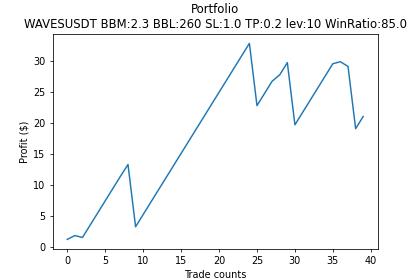 Portfolio
WAVESUSDT BBM:2.3 BBL:260 SL:1.0 TP:0.2 lev:10 WinRatio:85.0
30
25
20
15
10
5
0
Profit ($)
0 5 10 15 20 25 30 35 40
Trade counts